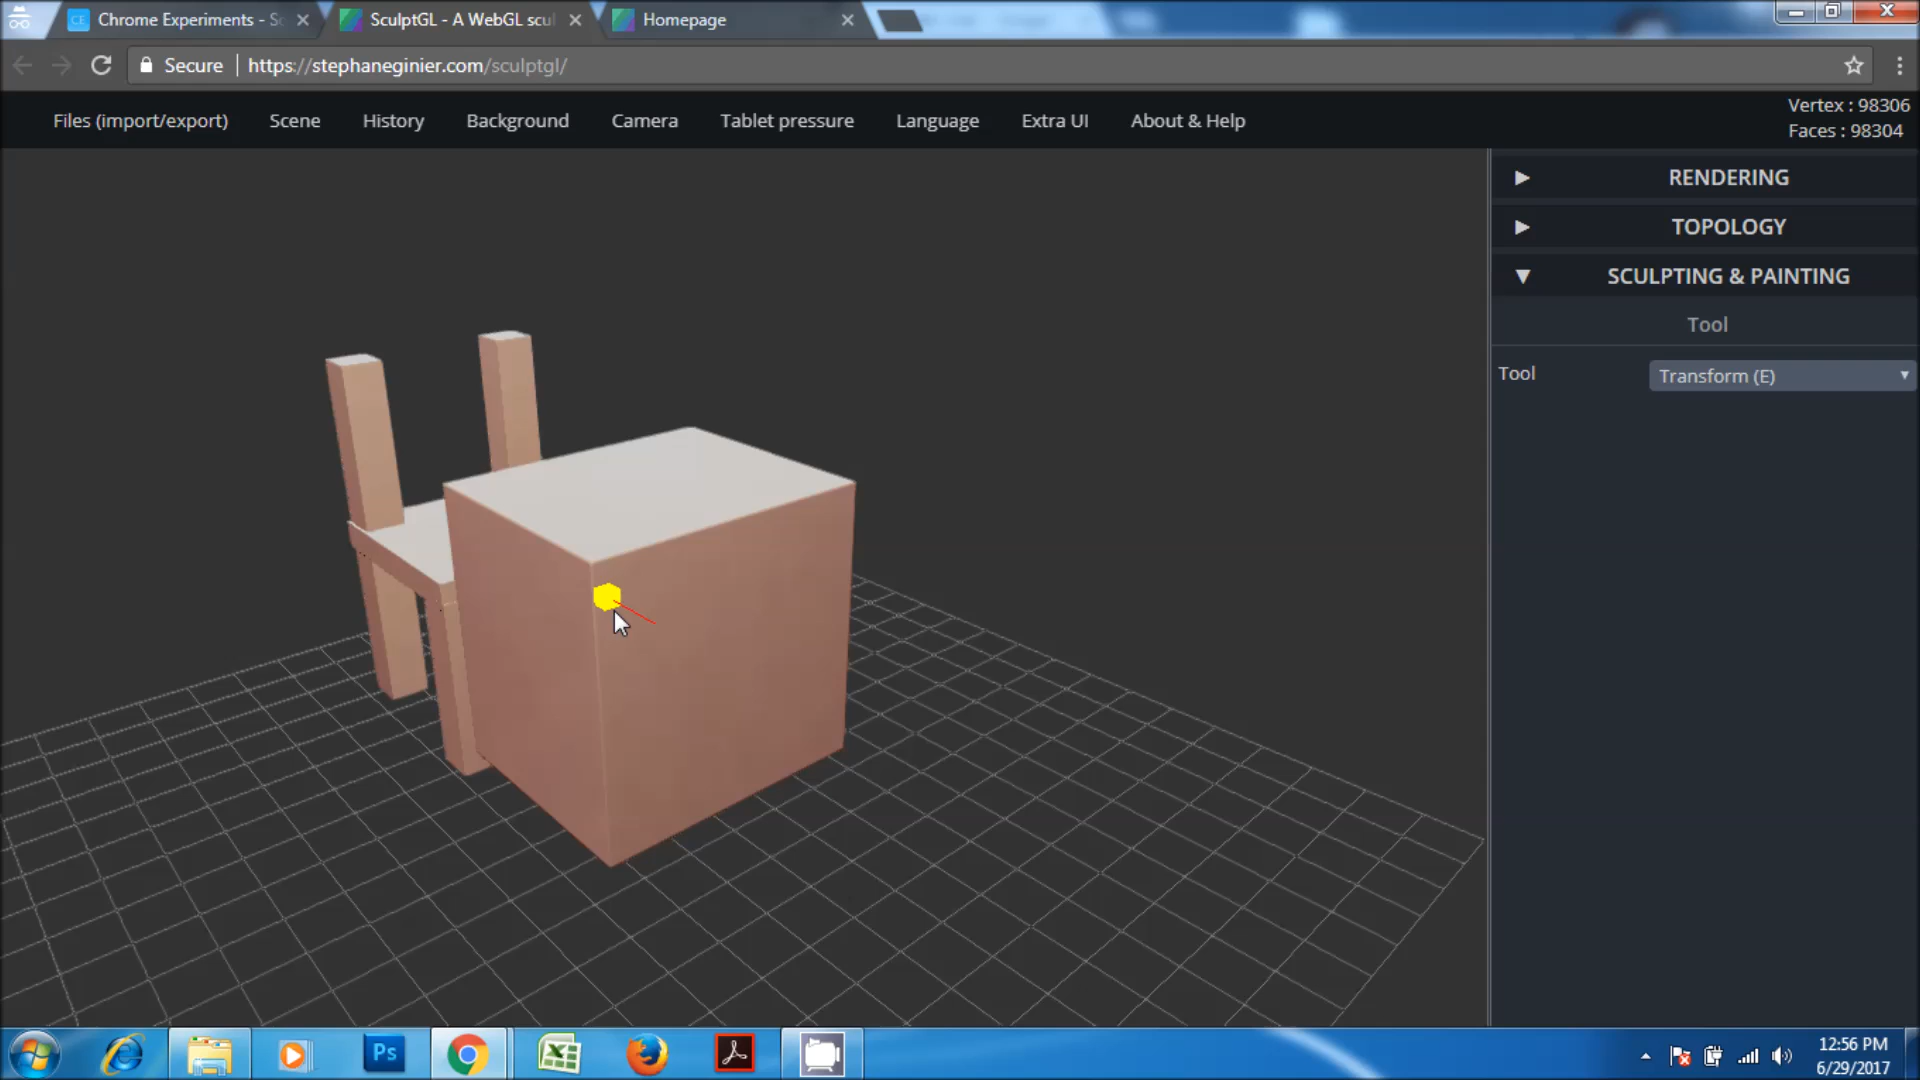 Chrome Experiments - Sc
SculptGL - A WebGL scul
Homepage
Secure
https://stephaneginier.com/sculptgl/
Files (import/export)
Scene
History
Background
Camera
Tablet pressure
Language
Extra UI
About & Help
Vertex : 98306
Faces : 98304
RENDERING
TOPOLOGY
SCULPTING & PAINTING
Tool
Tool
Transform (E)
CE
Ps
12:56 PM
6/29/2017